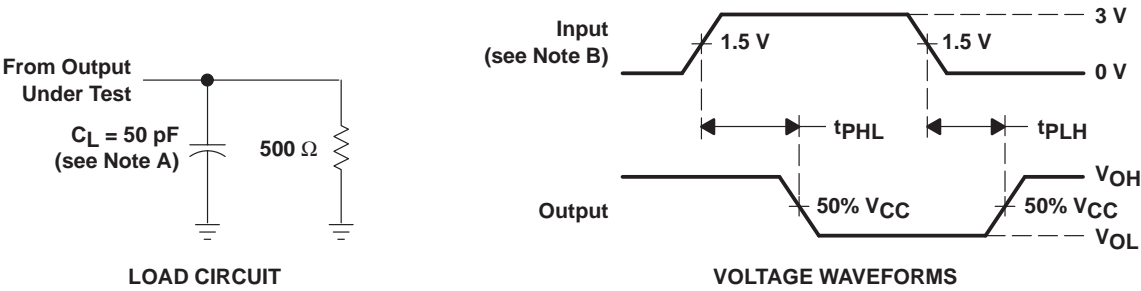 From Output
Under Test
CL = 50 pF
(see Note A)
500 Ω
LOAD CIRCUIT
Input
(see Note B)
1.5 V
1.5 V
3 V
0 V
tPHL
tPLH
Output
50% VCC
50% VCC
VOH
VOL
VOLTAGE WAVEFORMS